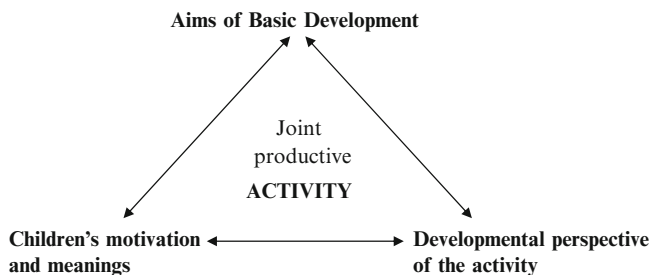 Aims of Basic Development
Joint
productive
ACTIVITY
Children's motivation
and meanings
Developmental perspective
of the activity